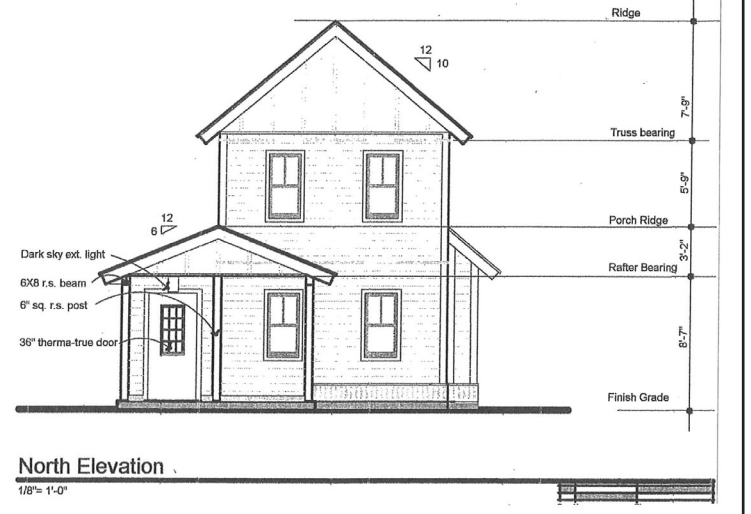 Ridge
12
10
7'-9"
Truss bearing
5'-9"
Porch Ridge
12
6
3'-2"
Dark sky ext. light
Rafter Bearing
6X8 r.s. beam
6" sq. r.s. post
8'-7"
36" therma-true door
Finish Grade
North Elevation
1/8"= 1'-0"